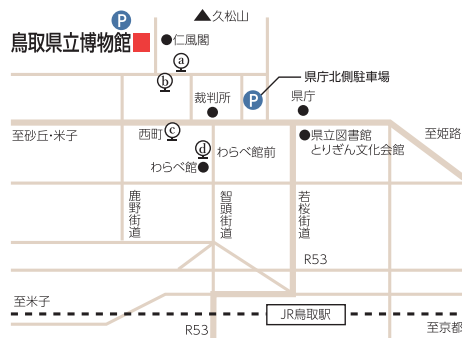 久松山
P
鳥取県立博物館
仁風閣
a
b
県庁北側駐車場
P
裁判所
県庁
至砂丘・米子
西町
c
県立図書館
とりぎん文化会館
至姫路
d
わらべ館前
わらべ館
鹿野街道
智頭街道
若桜街道
R53
至米子
JR鳥取駅
R53
至京都